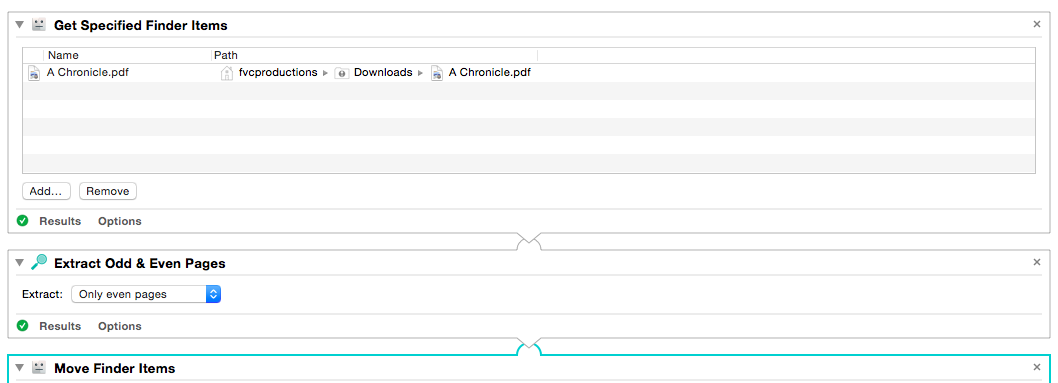 Get Specified Finder Items
Name Path
A Chronicle.pdf fvcproductions Downloads A Chronicle.pdf
Add... Remove
Results Options
Extract Odd & Even Pages
Extract: Only even pages
Results Options
Move Finder Items